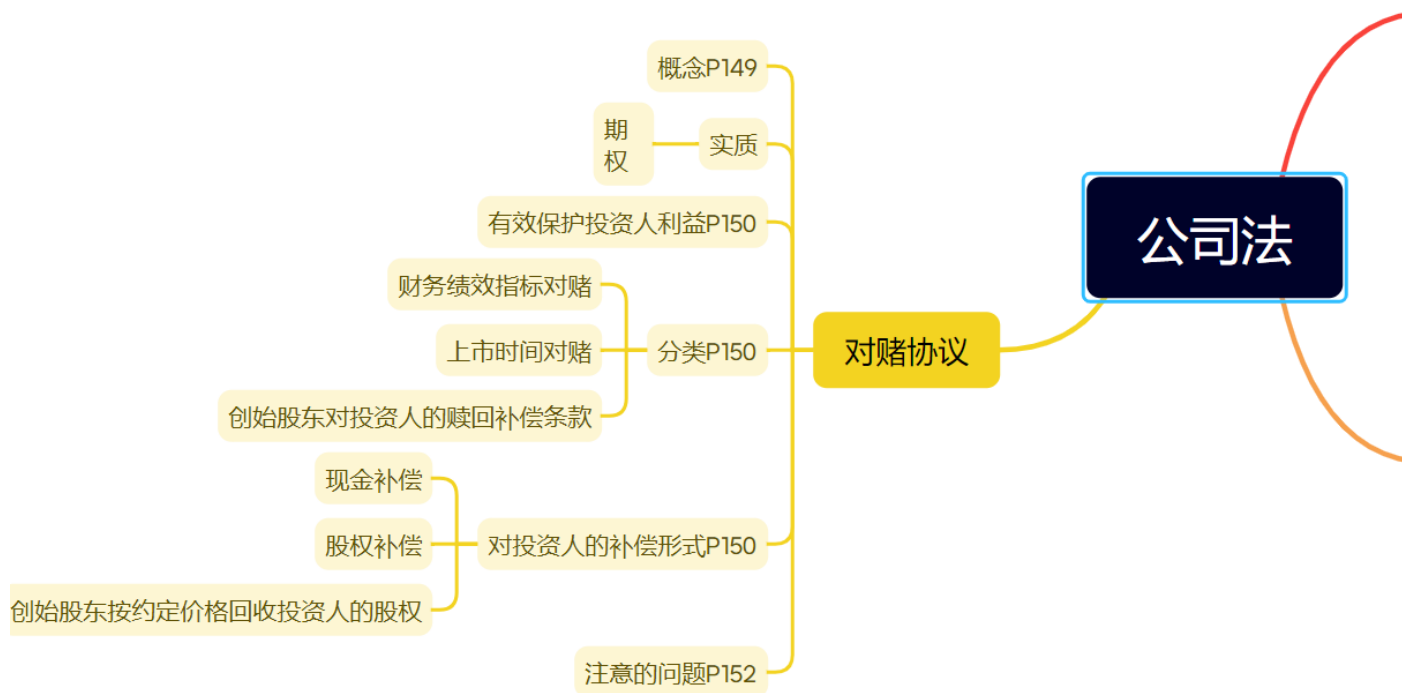 公司法
对赌协议
概念P149
实质
期
权
有效保护投资人利益P150
分类P150
财务绩效指标对赌
上市时间对赌
创始股东对投资人的赎回补偿条款
对投资人的补偿形式P150
现金补偿
股权补偿
创始股东按约定价格回收投资人的股权
注意的问题P152